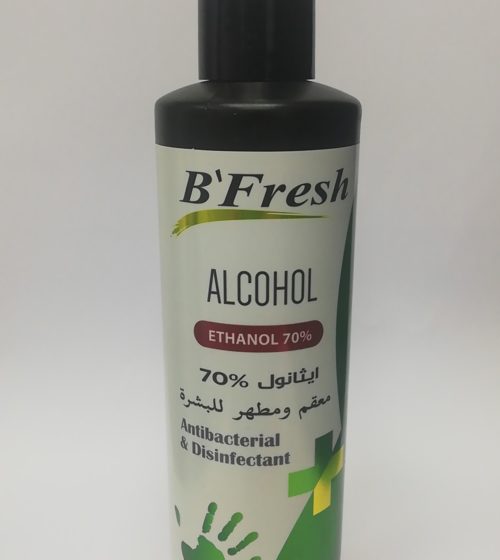 B`Fresh
ALCOHOL
ETHANOL 70%
ايثانول 70%
معقم ومطهر للبشرة
Antibacterial
& Disinfectant